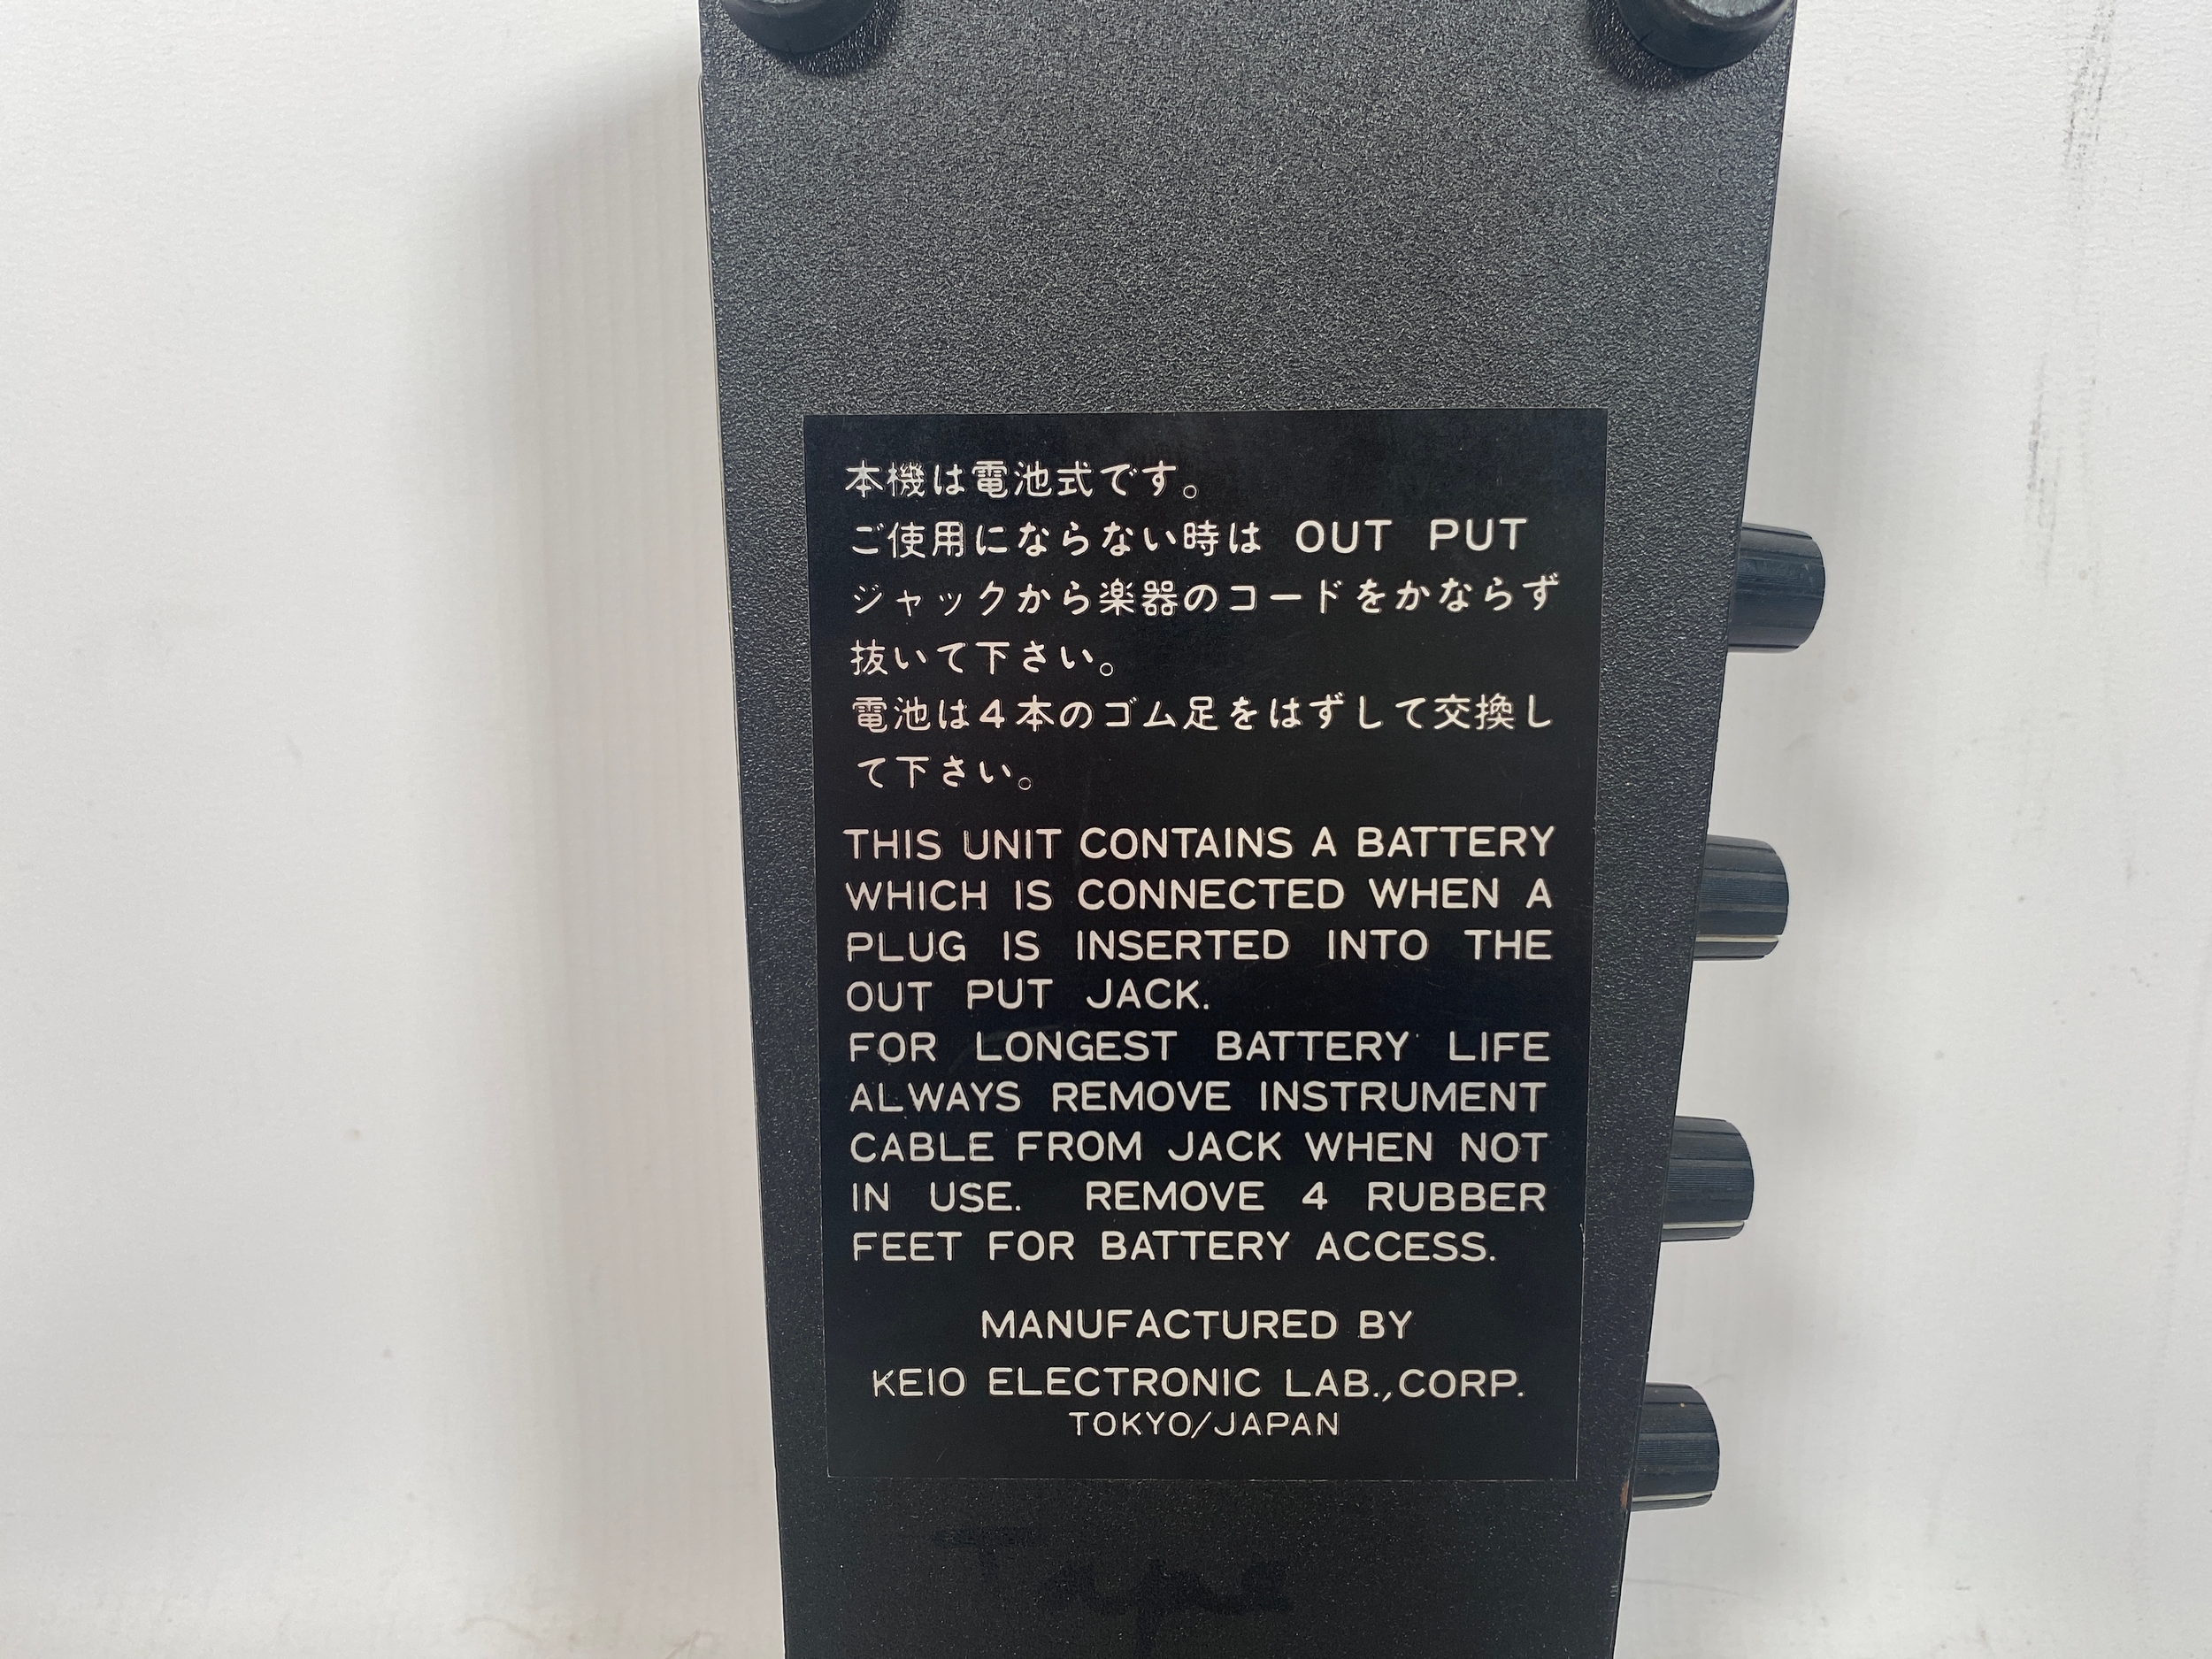 本機は電池式です。
ご使用にならない時は OUT PUT
ジャックから楽器のコードをかならず
抜いて下さい。
電池は4本のゴム足をはずして交換し
て下さい。
THIS UNIT CONTAINS A BATTERY
WHICH IS CONNECTED WHEN A
PLUG IS INSERTED INTO THE
OUT PUT JACK.
FOR LONGEST BATTERY LIFE
ALWAYS REMOVE INSTRUMENT
CABLE FROM JACK WHEN NOT
IN USE. REMOVE 4 RUBBER
FEET FOR BATTERY ACCESS.
MANUFACTURED BY
KEIO ELECTRONIC LAB.,CORP.
TOKYO/JAPAN